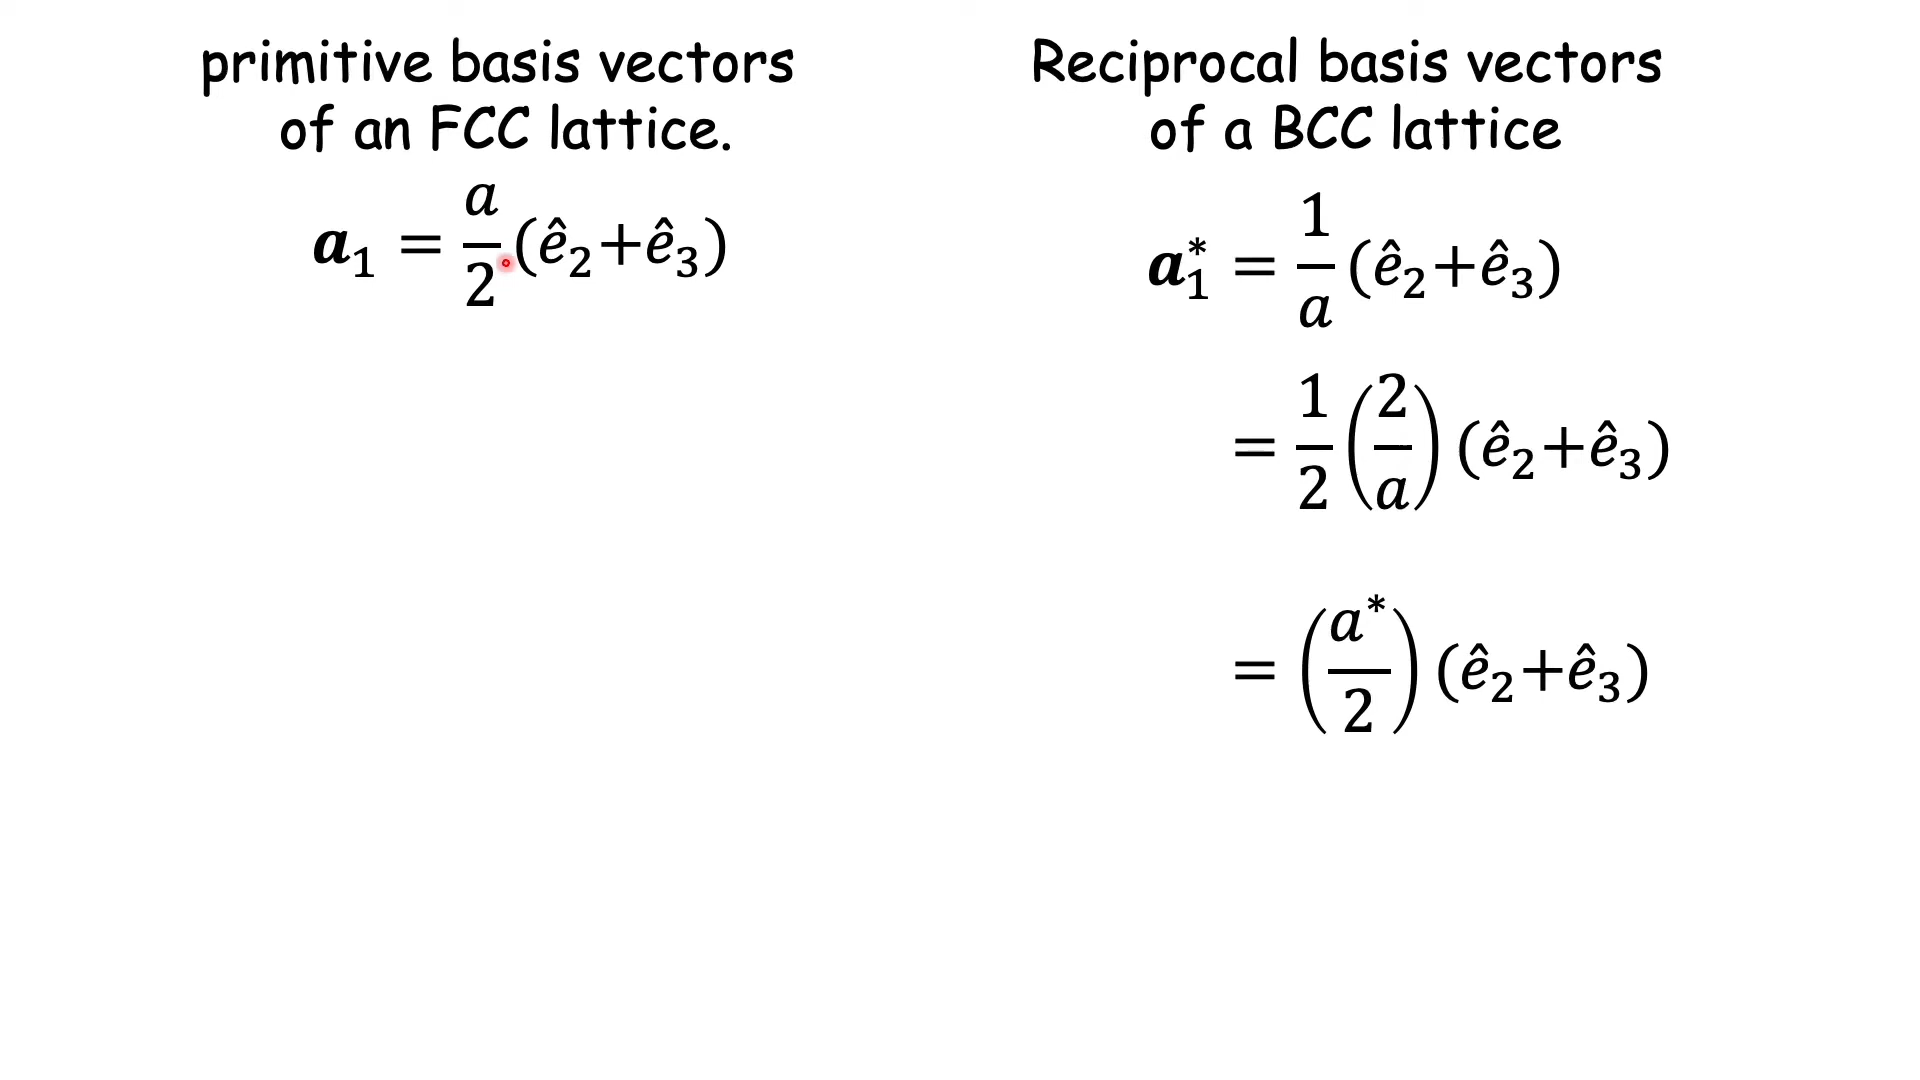 primitive basis vectors
of an FCC lattice.
𝒂₁ = a/2 (ê₂+ê₃)
Reciprocal basis vectors
of a BCC lattice
𝒂₁* = 1/a (ê₂+ê₃)
= 1/2 (2/a) (ê₂+ê₃)
= (a*/2) (ê₂+ê₃)